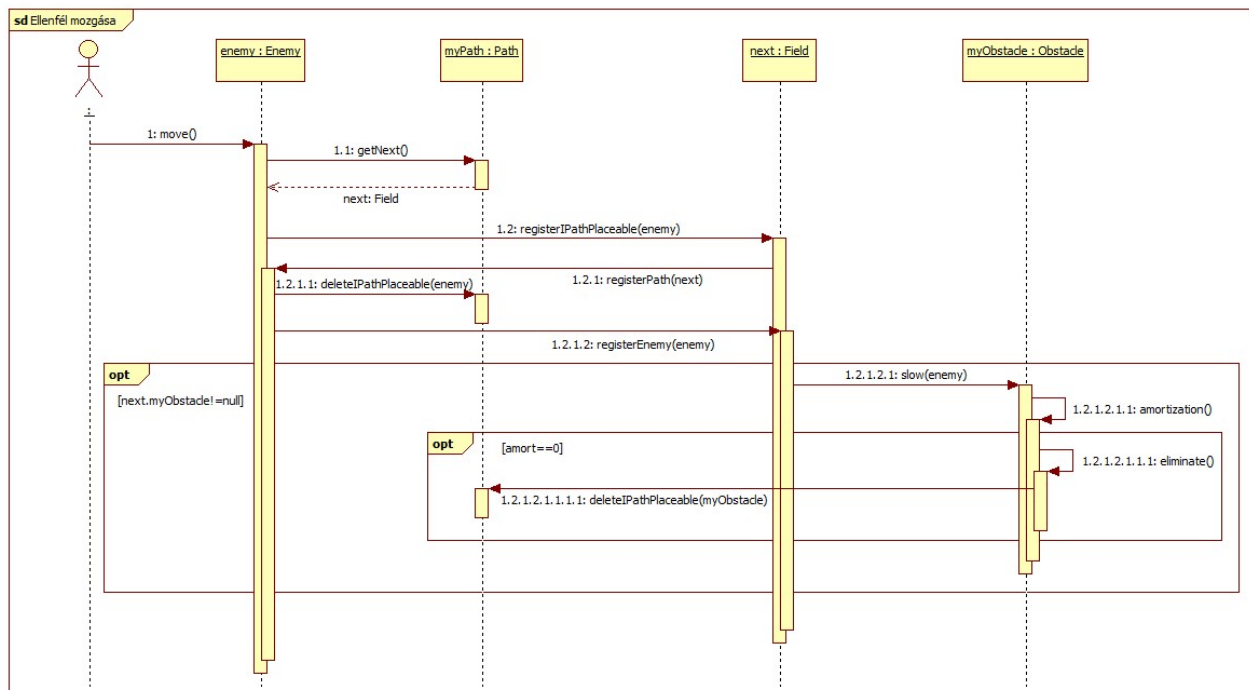 sd Ellenfél mozgása
enemy : Enemy
myPath : Path
next : Field
myObstacle : Obstacle
1: move()
1.1: getNext()
next: Field
1.2: registerIPathPlaceable(enemy)
1.2.1: registerPath(next)
1.2.1.1: deleteIPathPlaceable(enemy)
1.2.1.2: registerEnemy(enemy)
opt
[next.myObstacle!=null]
1.2.1.2.1: slow(enemy)
1.2.1.2.1.1: amortization()
opt
[amort==0]
1.2.1.2.1.1.1: eliminate()
1.2.1.2.1.1.1.1: deleteIPathPlaceable(myObstacle)